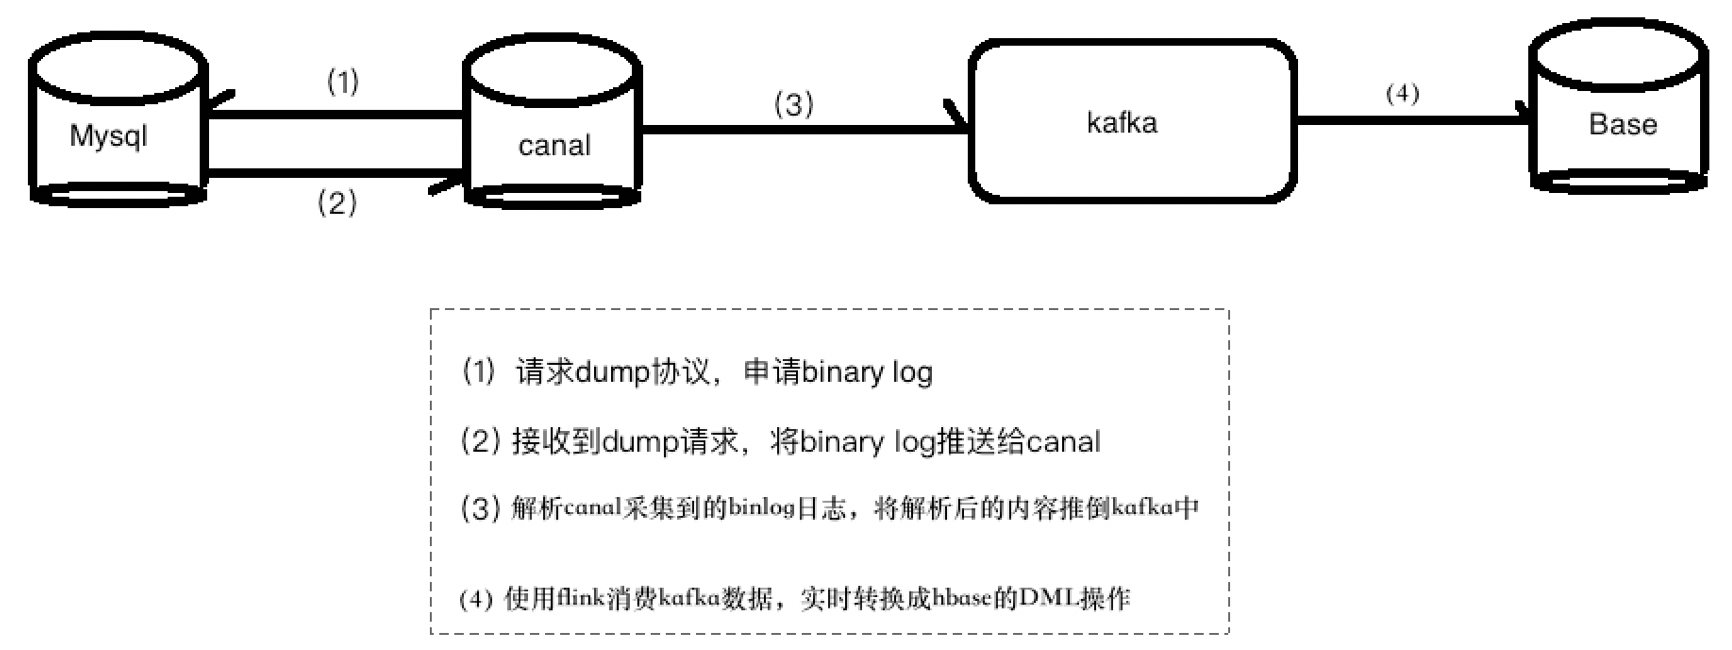 (1)
(4)
(3)
Mysql
canal
kafka
Base
(2)
(1) 请求dump协议，申请binary log
(2) 接收到dump请求，将binary log推送给canal
(3) 解析canal采集到的binlog日志，将解析后的内容推倒kafka中
(4) 使用flink消费kafka数据，实时转换成hbase的DML操作